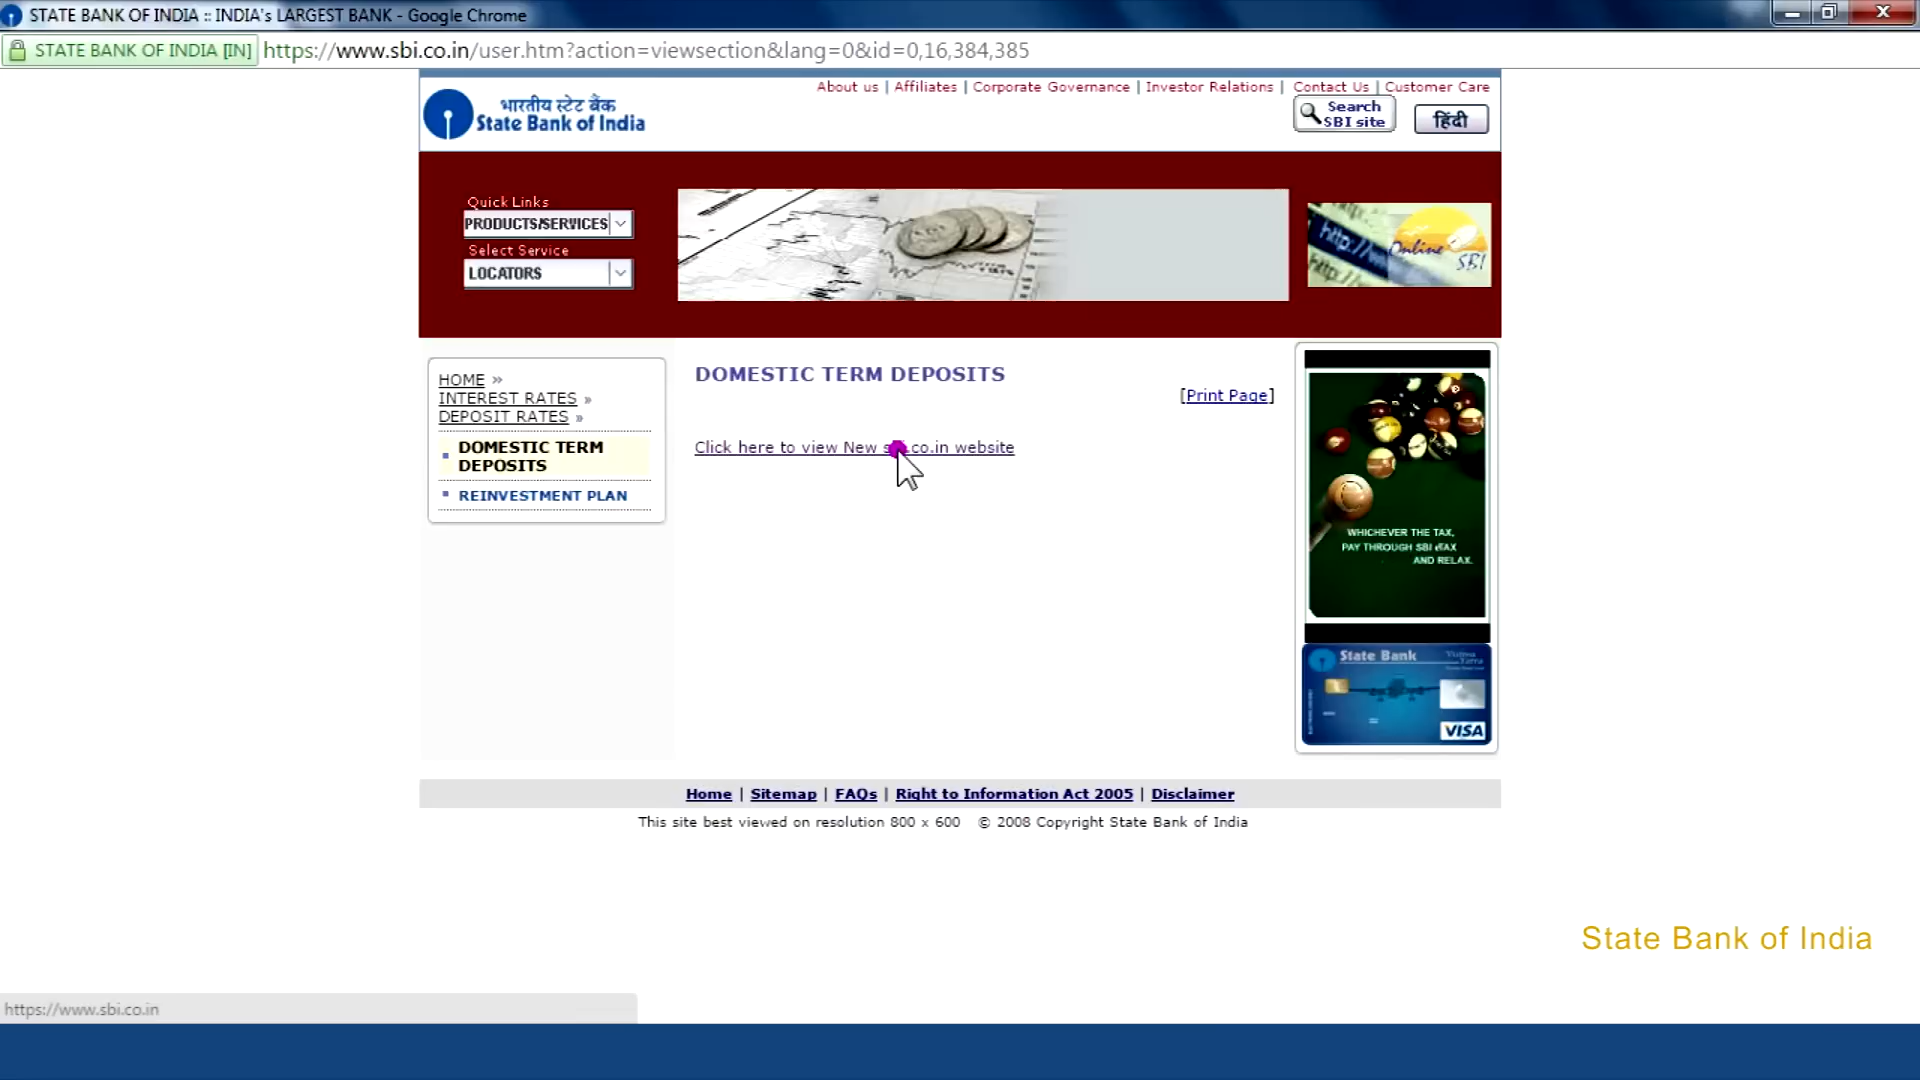 STATE BANK OF INDIA :: INDIA's LARGEST BANK - Google Chrome
STATE BANK OF INDIA [IN] https://www.sbi.co.in/user.htm?action=viewsection&lang=0&id=0,16,384,385
About us | Affiliates | Corporate Governance | Investor Relations | Contact Us | Customer Care
भारतीय स्टेट बैंक
State Bank of India
Search
SBI site
हिंदी
Quick Links
PRODUCTS/SERVICES
Select Service
LOCATORS
http://
http://
Online
SBI
HOME »
INTEREST RATES »
DEPOSIT RATES »
DOMESTIC TERM
DEPOSITS
REINVESTMENT PLAN
DOMESTIC TERM DEPOSITS
[Print Page]
Click here to view New co.in website
WHICHEVER THE TAX,
PAY THROUGH SBI eTAX
AND RELAX.
State Bank
VISA
Home | Sitemap | FAQs | Right to Information Act 2005 | Disclaimer
This site best viewed on resolution 800 x 600 © 2008 Copyright State Bank of India
State Bank of India
https://www.sbi.co.in